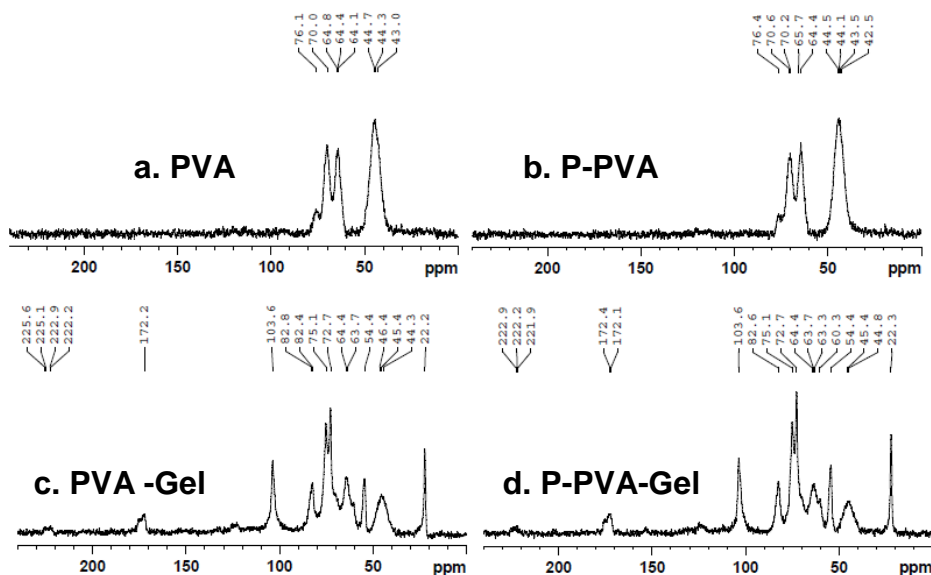 76.1 70.0 64.8 64.4 64.1 44.7 44.3 43.0
a. PVA
200 150 100 50 ppm
76.4 70.6 70.2 65.7 64.4 44.5 44.1 43.5 42.5
b. P-PVA
200 150 100 50 ppm
225.6 225.1 222.9 222.2 172.2 103.6 82.8 82.4 75.1 72.7 64.4 63.7 54.4 46.4 45.4 44.3 22.2
c. PVA -Gel
200 150 100 50 ppm
222.9 222.2 221.9 172.4 172.1 103.6 82.6 75.1 72.7 64.4 63.7 63.3 60.3 54.4 45.4 44.8 22.3
d. P-PVA-Gel
200 150 100 50 ppm